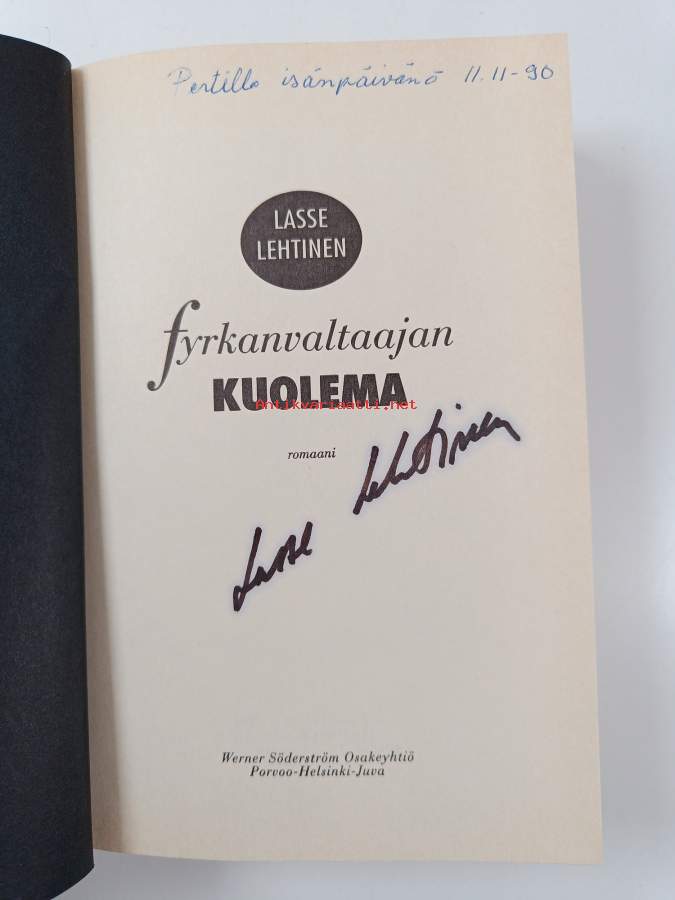 Pertille isänpäivänä 11.11-90
LASSE
LEHTINEN
fyrkanvaltaajan
KUOLEMA
Antikvariaatti.net
romaani
Lasse Lehtinen
Werner Söderström Osakeyhtiö
Porvoo-Helsinki-Juva